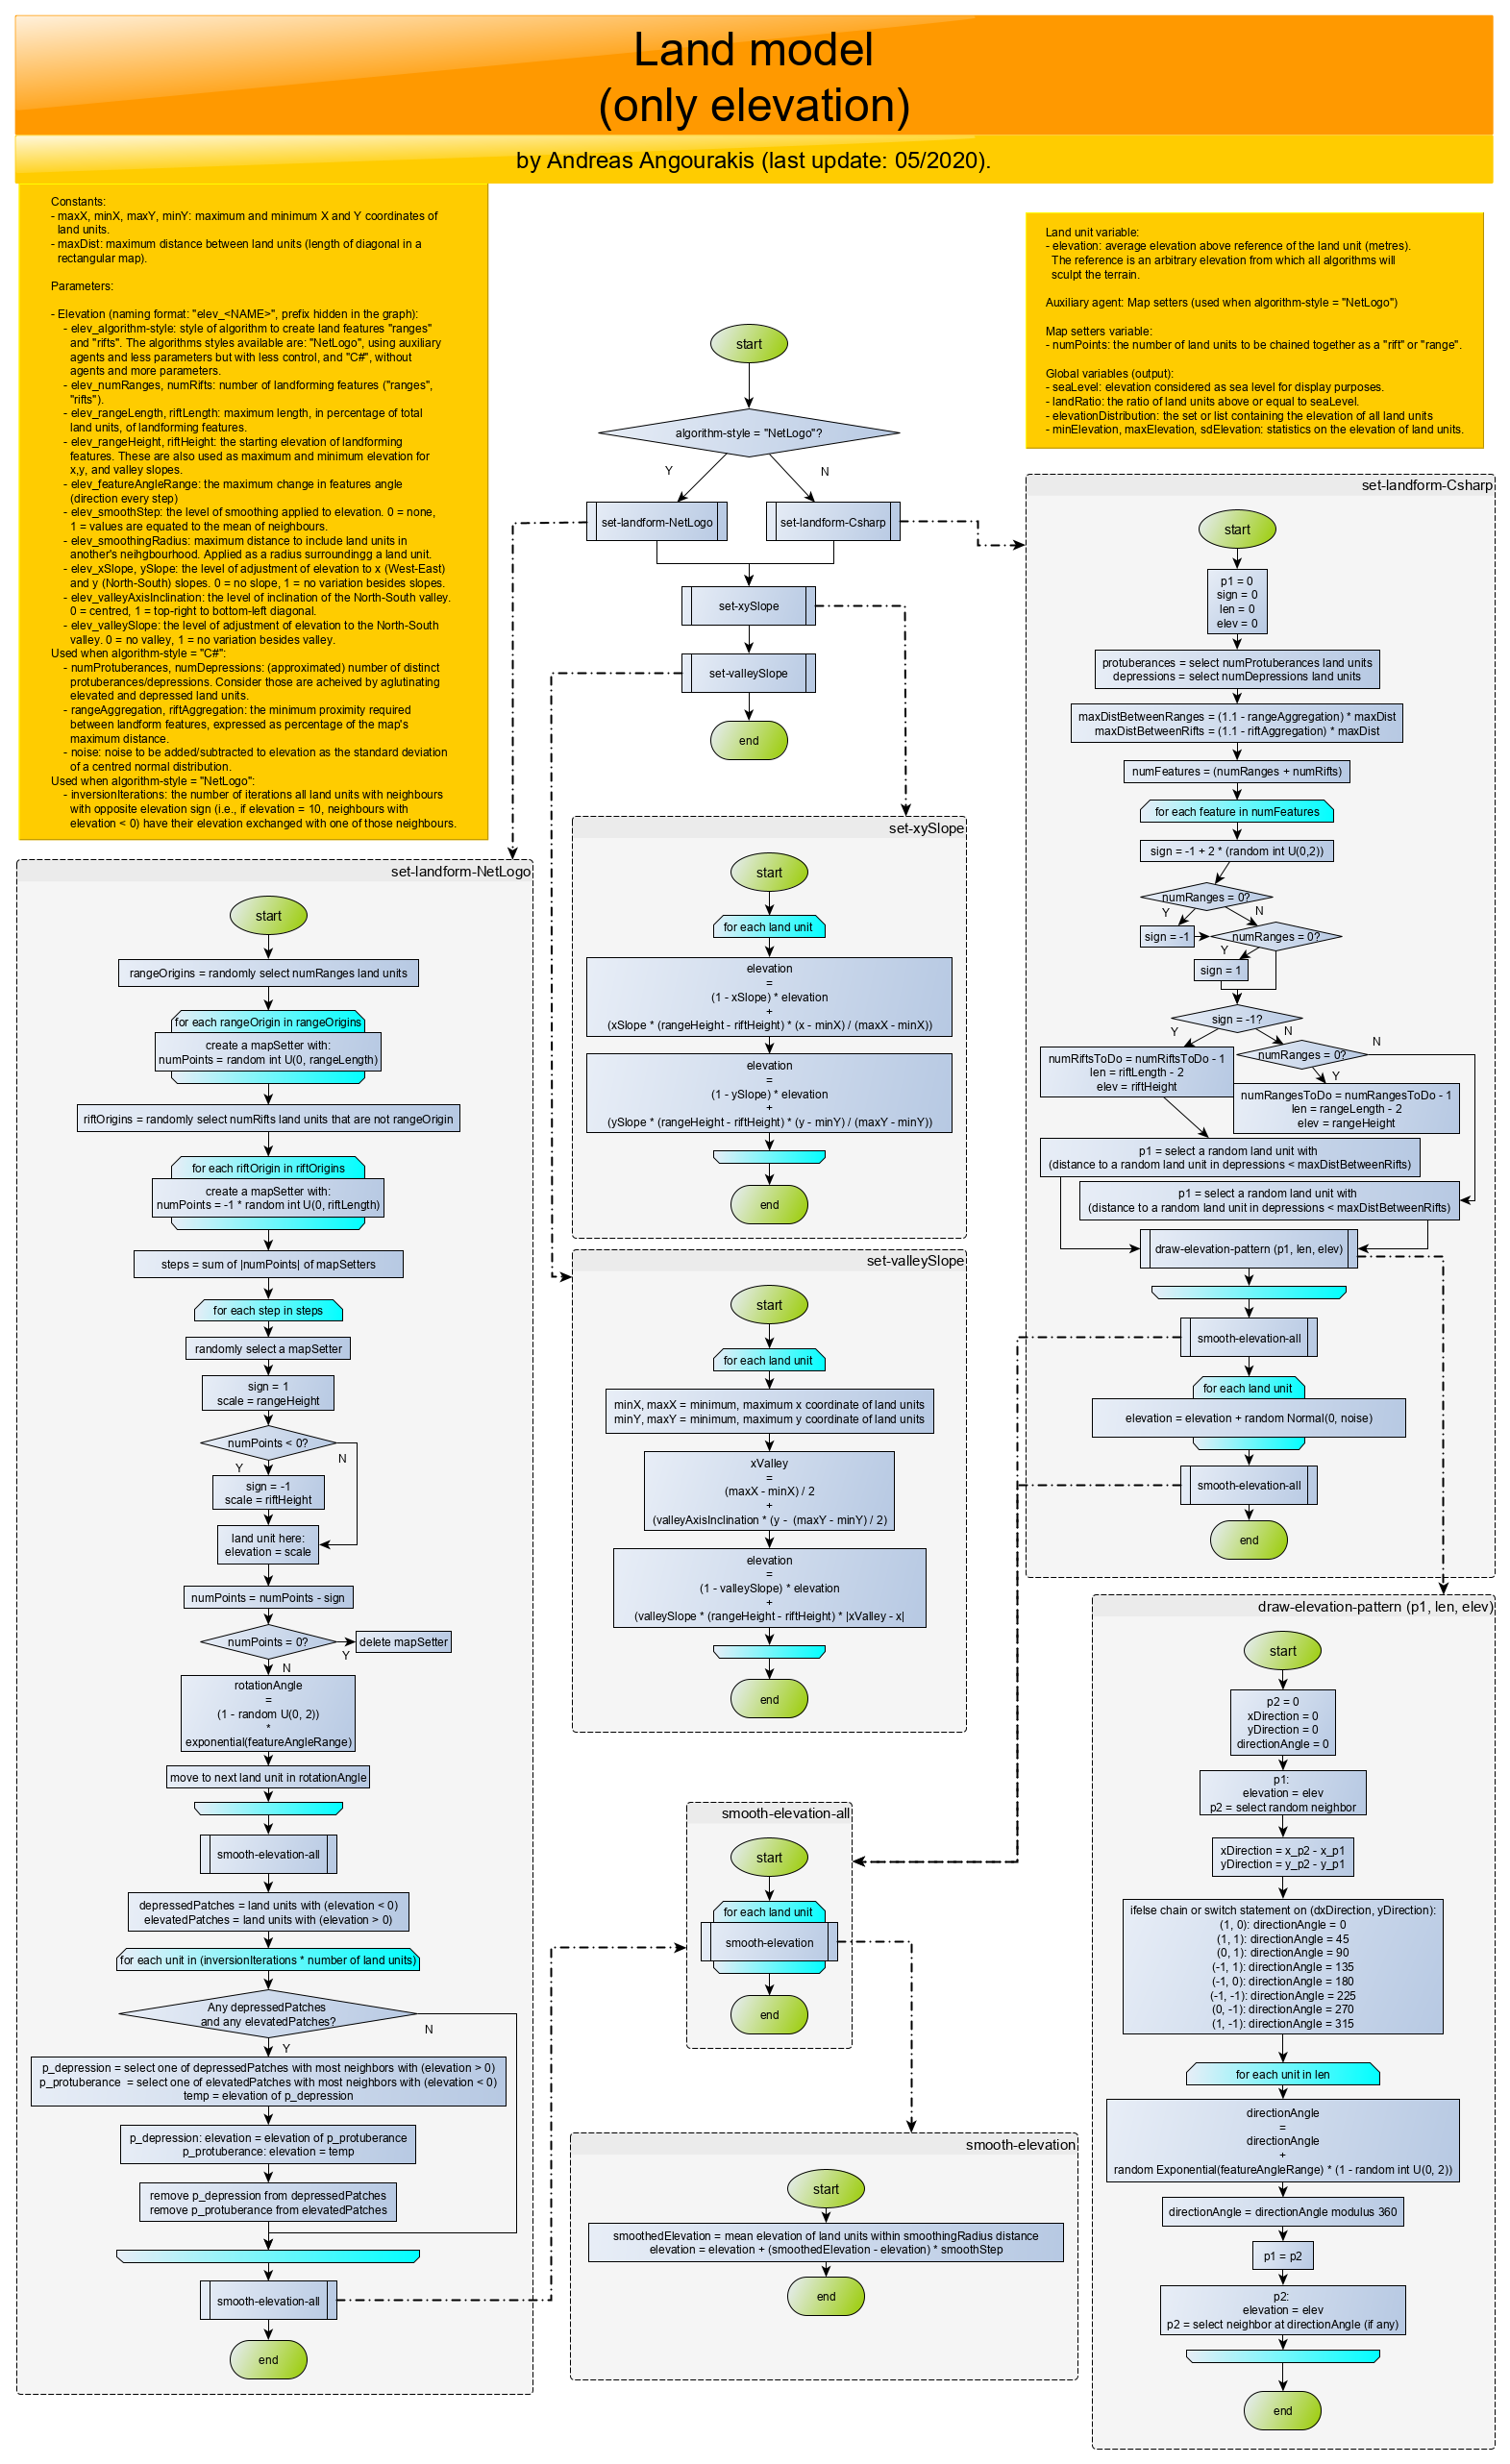 Land model
(only elevation)
by Andreas Angourakis (last update: 05/2020).
Constants:
- maxX, minX, maxY, minY: maximum and minimum X and Y coordinates of
land units.
- maxDist: maximum distance between land units (length of diagonal in a
rectangular map).
Parameters:
- Elevation (naming format: "elev_<NAME>", prefix hidden in the graph):
- elev_algorithm-style: style of algorithm to create land features "ranges"
and "rifts". The algorithms styles available are: "NetLogo", using auxiliary
agents and less parameters but with less control, and "C#", without
agents and more parameters.
- elev_numRanges, numRifts: number of landforming features ("ranges",
"rifts").
- elev_rangeLength, riftLength: maximum length, in percentage of total
land units, of landforming features.
- elev_rangeHeight, riftHeight: the starting elevation of landforming
features. These are also used as maximum and minimum elevation for
x,y, and valley slopes.
- elev_featureAngleRange: the maximum change in features angle
(direction every step)
- elev_smoothStep: the level of smoothing applied to elevation. 0 = none,
1 = values are equated to the mean of neighbours.
- elev_smoothingRadius: maximum distance to include land units in
another's neihgbourhood. Applied as a radius surroundingg a land unit.
- elev_xSlope, ySlope: the level of adjustment of elevation to x (West-East)
and y (North-South) slopes. 0 = no slope, 1 = no variation besides slopes.
- elev_valleyAxisInclination: the level of inclination of the North-South valley.
0 = centred, 1 = top-right to bottom-left diagonal.
- elev_valleySlope: the level of adjustment of elevation to the North-South
valley. 0 = no valley, 1 = no variation besides valley.
Used when algorithm-style = "C#":
- numProtuberances, numDepressions: (approximated) number of distinct
protuberances/depressions. Consider those are acheived by aglutinating
elevated and depressed land units.
- rangeAggregation, riftAggregation: the minimum proximity required
between landform features, expressed as percentage of the map's
maximum distance.
- noise: noise to be added/subtracted to elevation as the standard deviation
of a centred normal distribution.
Used when algorithm-style = "NetLogo":
- inversionIterations: the number of iterations all land units with neighbours
with opposite elevation sign (i.e., if elevation = 10, neighbours with
elevation < 0) have their elevation exchanged with one of those neighbours.
Land unit variable:
- elevation: average elevation above reference of the land unit (metres).
The reference is an arbitrary elevation from which all algorithms will
sculpt the terrain.
Auxiliary agent: Map setters (used when algorithm-style = "NetLogo")
Map setters variable:
- numPoints: the number of land units to be chained together as a "rift" or "range".
Global variables (output):
- seaLevel: elevation considered as sea level for display purposes.
- landRatio: the ratio of land units above or equal to seaLevel.
- elevationDistribution: the set or list containing the elevation of all land units
- minElevation, maxElevation, sdElevation: statistics on the elevation of land units.
start
algorithm-style = "NetLogo"?
Y
N
set-landform-NetLogo
set-landform-Csharp
set-xySlope
set-valleySlope
end
set-landform-NetLogo
start
rangeOrigins = randomly select numRanges land units
for each rangeOrigin in rangeOrigins
create a mapSetter with:
numPoints = random int U(0, rangeLength)
riftOrigins = randomly select numRifts land units that are not rangeOrigin
for each riftOrigin in riftOrigins
create a mapSetter with:
numPoints = -1 * random int U(0, riftLength)
steps = sum of |numPoints| of mapSetters
for each step in steps
randomly select a mapSetter
sign = 1
scale = rangeHeight
numPoints < 0?
N
Y
sign = -1
scale = riftHeight
land unit here:
elevation = scale
numPoints = numPoints - sign
numPoints = 0?
delete mapSetter
Y
N
rotationAngle
=
(1 - random U(0, 2))
*
exponential(featureAngleRange)
move to next land unit in rotationAngle
smooth-elevation-all
depressedPatches = land units with (elevation < 0)
elevatedPatches = land units with (elevation > 0)
for each unit in (inversionIterations * number of land units)
Any depressedPatches
and any elevatedPatches?
N
Y
p_depression = select one of depressedPatches with most neighbors with (elevation > 0)
p_protuberance = select one of elevatedPatches with most neighbors with (elevation < 0)
temp = elevation of p_depression
p_depression: elevation = elevation of p_protuberance
p_protuberance: elevation = temp
remove p_depression from depressedPatches
remove p_protuberance from elevatedPatches
smooth-elevation-all
end
set-xySlope
start
for each land unit
elevation
=
(1 - xSlope) * elevation
+
(xSlope * (rangeHeight - riftHeight) * (x - minX) / (maxX - minX))
elevation
=
(1 - ySlope) * elevation
+
(ySlope * (rangeHeight - riftHeight) * (y - minY) / (maxY - minY))
end
set-valleySlope
start
for each land unit
minX, maxX = minimum, maximum x coordinate of land units
minY, maxY = minimum, maximum y coordinate of land units
xValley
=
(maxX - minX) / 2
+
(valleyAxisInclination * (y - (maxY - minY) / 2)
elevation
=
(1 - valleySlope) * elevation
+
(valleySlope * (rangeHeight - riftHeight) * |xValley - x|
end
smooth-elevation-all
start
for each land unit
smooth-elevation
end
smooth-elevation
start
smoothedElevation = mean elevation of land units within smoothingRadius distance
elevation = elevation + (smoothedElevation - elevation) * smoothStep
end
set-landform-Csharp
start
p1 = 0
sign = 0
len = 0
elev = 0
protuberances = select numProtuberances land units
depressions = select numDepressions land units
maxDistBetweenRanges = (1.1 - rangeAggregation) * maxDist
maxDistBetweenRifts = (1.1 - riftAggregation) * maxDist
numFeatures = (numRanges + numRifts)
for each feature in numFeatures
sign = -1 + 2 * (random int U(0,2))
numRanges = 0?
Y
N
sign = -1
numRanges = 0?
Y
sign = 1
sign = -1?
Y
N
N
numRiftsToDo = numRiftsToDo - 1
len = riftLength - 2
elev = riftHeight
numRanges = 0?
Y
numRangesToDo = numRangesToDo - 1
len = rangeLength - 2
elev = rangeHeight
p1 = select a random land unit with
(distance to a random land unit in depressions < maxDistBetweenRifts)
p1 = select a random land unit with
(distance to a random land unit in depressions < maxDistBetweenRifts)
draw-elevation-pattern (p1, len, elev)
smooth-elevation-all
for each land unit
elevation = elevation + random Normal(0, noise)
smooth-elevation-all
end
draw-elevation-pattern (p1, len, elev)
start
p2 = 0
xDirection = 0
yDirection = 0
directionAngle = 0
p1:
elevation = elev
p2 = select random neighbor
xDirection = x_p2 - x_p1
yDirection = y_p2 - y_p1
ifelse chain or switch statement on (dxDirection, yDirection):
(1, 0): directionAngle = 0
(1, 1): directionAngle = 45
(0, 1): directionAngle = 90
(-1, 1): directionAngle = 135
(-1, 0): directionAngle = 180
(-1, -1): directionAngle = 225
(0, -1): directionAngle = 270
(1, -1): directionAngle = 315
for each unit in len
directionAngle
=
directionAngle
+
random Exponential(featureAngleRange) * (1 - random int U(0, 2))
directionAngle = directionAngle modulus 360
p1 = p2
p2:
elevation = elev
p2 = select neighbor at directionAngle (if any)
end